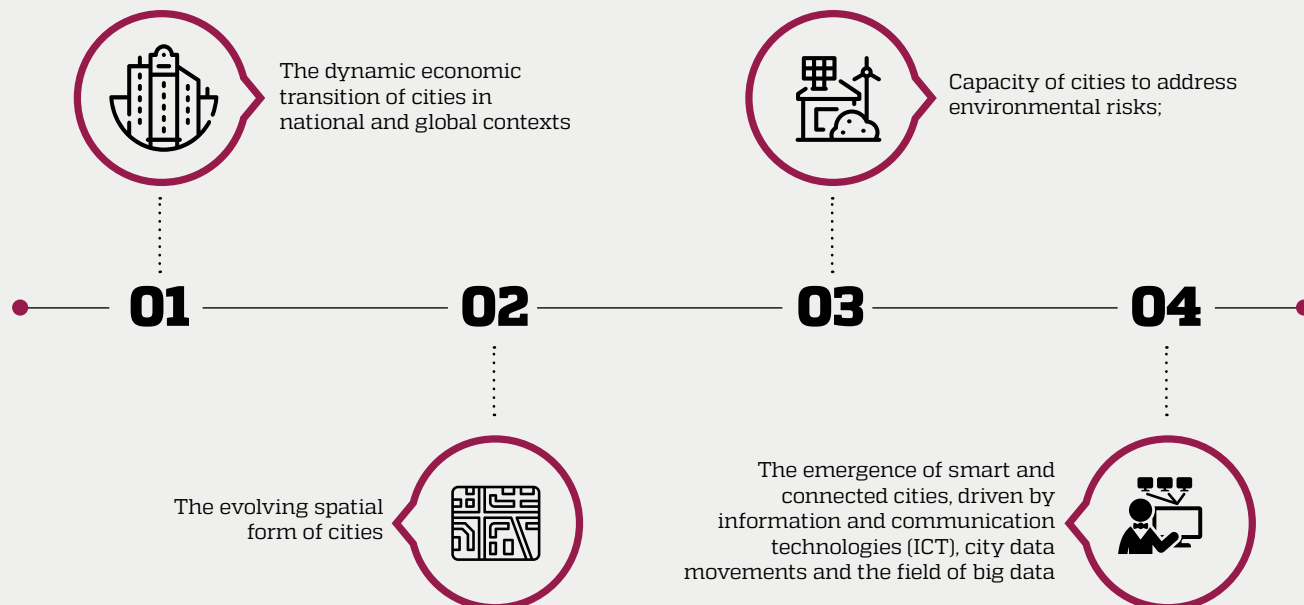 The dynamic economic
transition of cities in
national and global contexts
Capacity of cities to address
environmental risks;
01
02
03
04
The evolving spatial
form of cities
The emergence of smart and
connected cities, driven by
information and communication
technologies (ICT), city data
movements and the field of big data